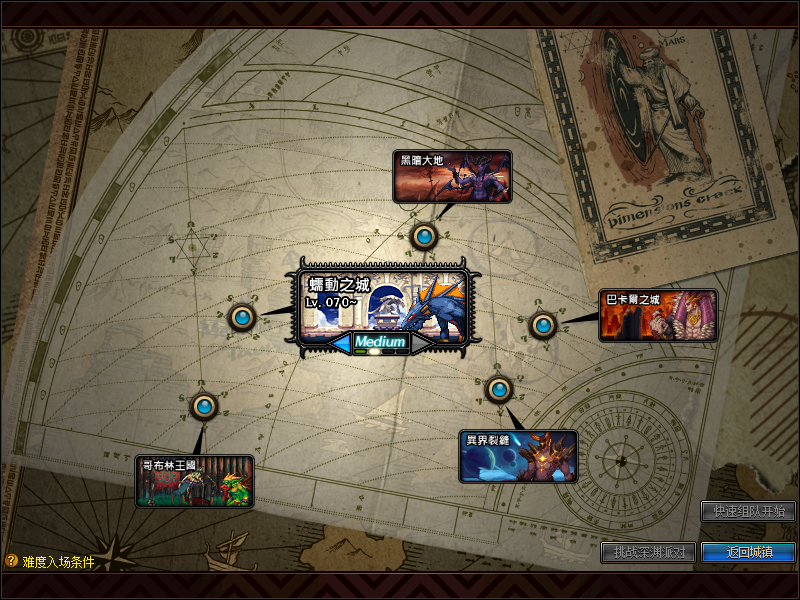 MARS
Dimensions Crack
黑暗大地
蠕動之城
Lv. 070~
Medium
巴卡爾之城
異界裂縫
哥布林王國
快速组队开始
挑战深渊派对
返回城镇
难度入场条件